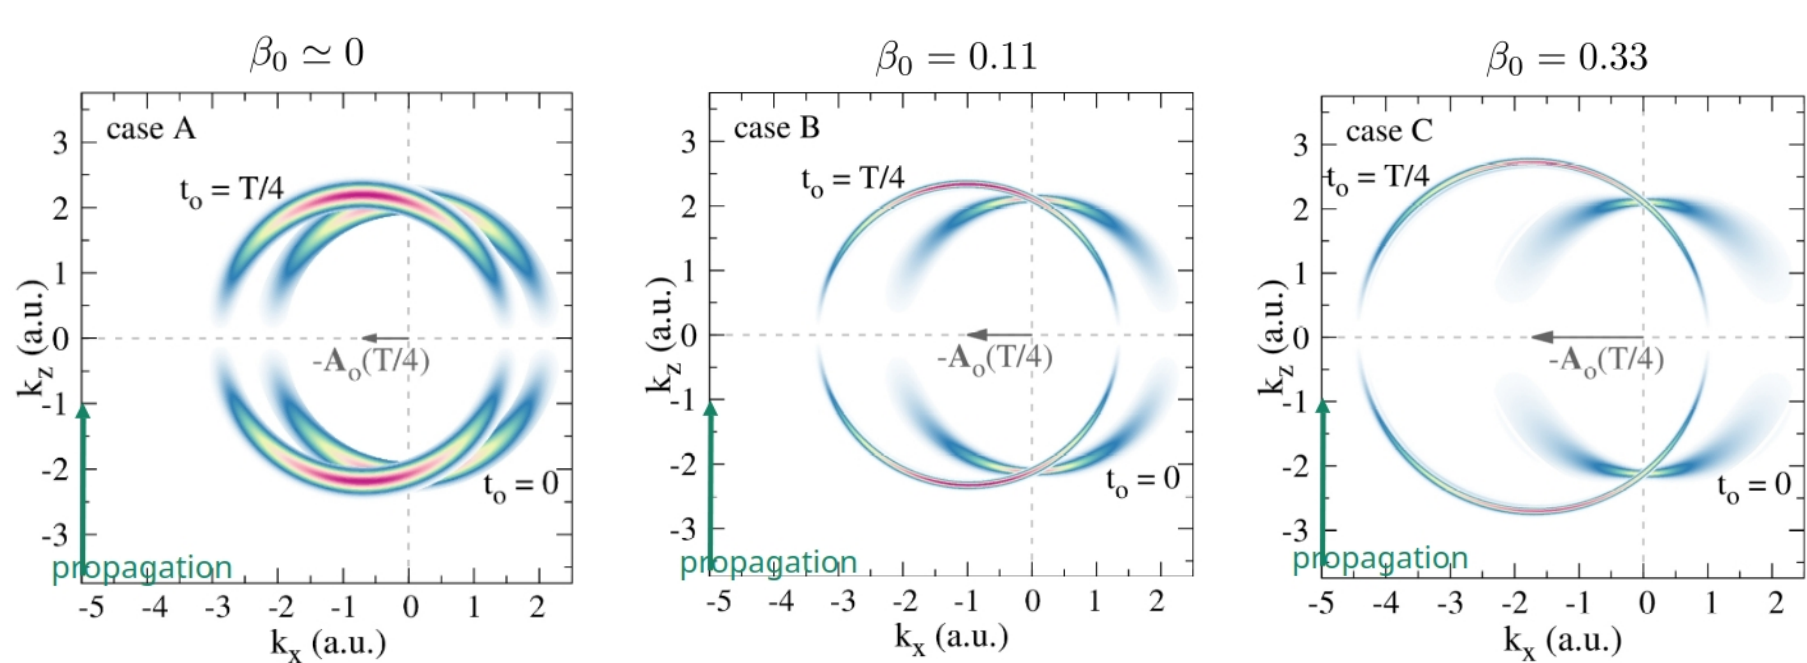 β₀ ≃ 0
case A
tₒ = T/4
-Aₒ(T/4)
tₒ = 0
3
2
1
0
-1
-2
-3
k_z (a.u.)
propagation
-5 -4 -3 -2 -1 0 1 2
kₓ (a.u.)
β₀ = 0.11
case B
tₒ = T/4
-Aₒ(T/4)
tₒ = 0
3
2
1
0
-1
-2
-3
k_z (a.u.)
propagation
-5 -4 -3 -2 -1 0 1 2
kₓ (a.u.)
β₀ = 0.33
case C
tₒ = T/4
-Aₒ(T/4)
tₒ = 0
3
2
1
0
-1
-2
-3
k_z (a.u.)
propagation
-5 -4 -3 -2 -1 0 1 2
kₓ (a.u.)